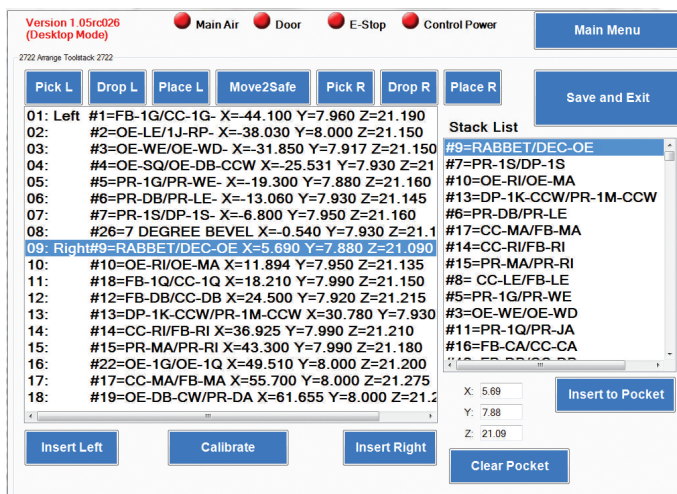 Version 1.05rc026
(Desktop Mode)
Main Air
Door
E-Stop
Control Power
Main Menu
2722 Arrange Toolstack 2722
Pick L
Drop L
Place L
Move2Safe
Pick R
Drop R
Place R
Save and Exit
01: Left #1=FB-1G/CC-1G- X=-44.100 Y=7.960 Z=21.190
02: #2=OE-LE/1J-RP- X=-38.030 Y=8.000 Z=21.150
03: #3=OE-WE/OE-WD- X=-31.850 Y=7.917 Z=21.150
04: #4=OE-SQ/OE-DB-CCW X=-25.531 Y=7.930 Z=21
05: #5=PR-1G/PR-WE- X=-19.300 Y=7.880 Z=21.160
06: #6=PR-DB/PR-LE- X=-13.060 Y=7.930 Z=21.145
07: #7=PR-1S/DP-1S- X=-6.800 Y=7.950 Z=21.160
08: #26=7 DEGREE BEVEL X=-0.540 Y=7.930 Z=21.1
09: Right#9=RABBET/DEC-OE X=5.690 Y=7.880 Z=21.090
10: #10=OE-RI/OE-MA X=11.894 Y=7.950 Z=21.135
11: #18=FB-1Q/CC-1Q X=18.210 Y=7.990 Z=21.150
12: #12=FB-DB/CC-DB X=24.500 Y=7.920 Z=21.215
13: #13=DP-1K-CCW/PR-1M-CCW X=30.780 Y=7.930
14: #14=CC-RI/FB-RI X=36.925 Y=7.990 Z=21.210
15: #15=PR-MA/PR-RI X=43.300 Y=7.990 Z=21.180
16: #22=OE-1G/OE-1Q X=49.510 Y=8.000 Z=21.200
17: #17=CC-MA/FB-MA X=55.700 Y=8.000 Z=21.275
18: #19=OE-DB-CW/PR-DA X=61.655 Y=8.000 Z=21.2
Stack List
#9=RABBET/DEC-OE
#7=PR-1S/DP-1S
#10=OE-RI/OE-MA
#13=DP-1K-CCW/PR-1M-CCW
#6=PR-DB/PR-LE
#17=CC-MA/FB-MA
#14=CC-RI/FB-RI
#15=PR-MA/PR-RI
#8= CC-LE/FB-LE
#5=PR-1G/PR-WE
#3=OE-WE/OE-WD
#11=PR-1Q/PR-JA
#16=FB-CA/CC-CA
X: 5.69
Y: 7.88
Z: 21.09
Insert to Pocket
Insert Left
Calibrate
Insert Right
Clear Pocket